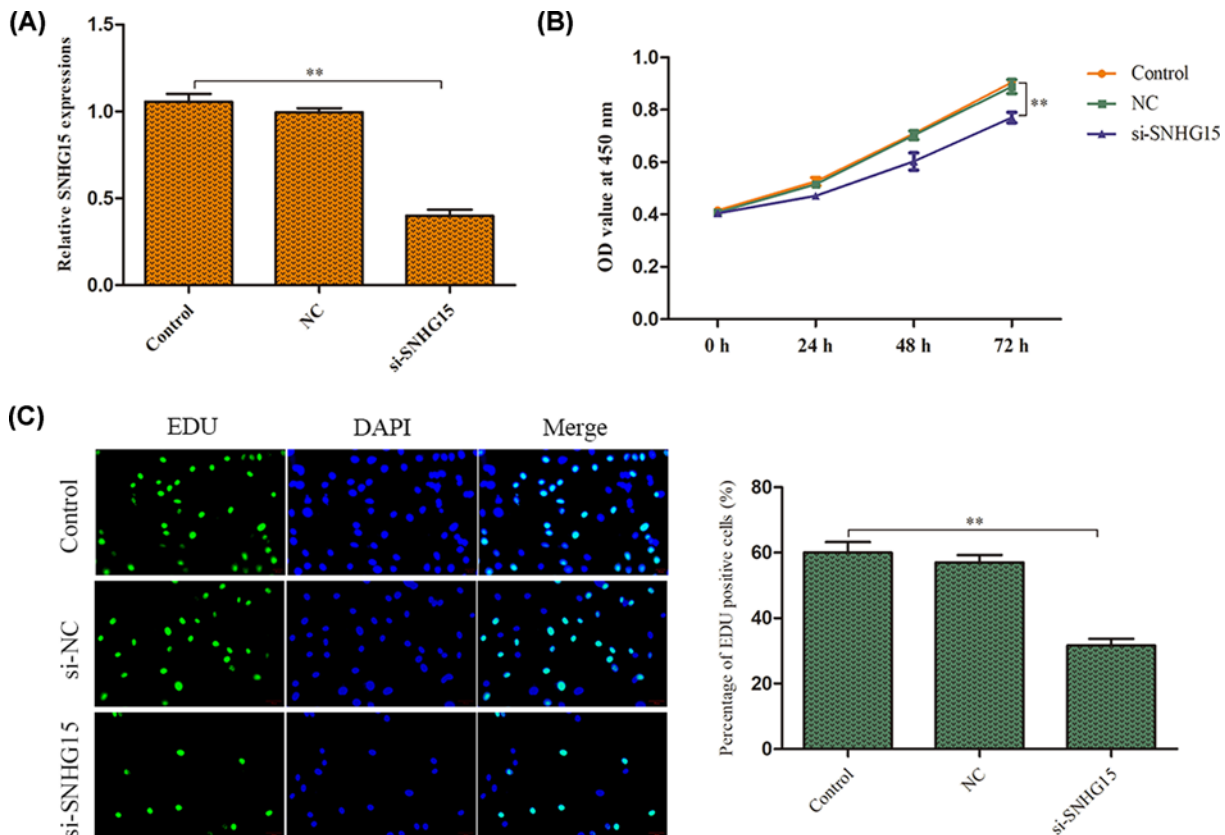 (A)
Relative SNHG15 expressions
1.5
1.0
0.5
0.0
**
Control
NC
si-SNHG15
(B)
OD value at 450 nm
1.0
0.8
0.6
0.4
0.2
0.0
**
0 h
24 h
48 h
72 h
Control
NC
si-SNHG15
(C)
EDU
DAPI
Merge
Control
si-NC
si-SNHG15
Percentage of EDU positive cells (%)
80
60
40
20
0
**
Control
NC
si-SNHG15